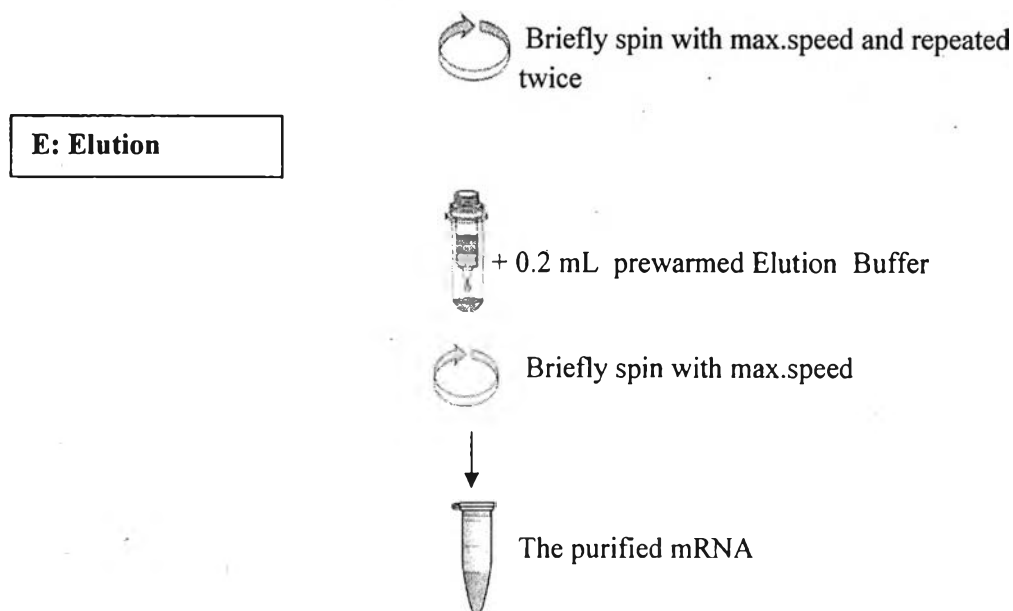 Briefly spin with max.speed and repeated
twice
E: Elution
+ 0.2 mL prewarmed Elution Buffer
Briefly spin with max.speed
The purified mRNA